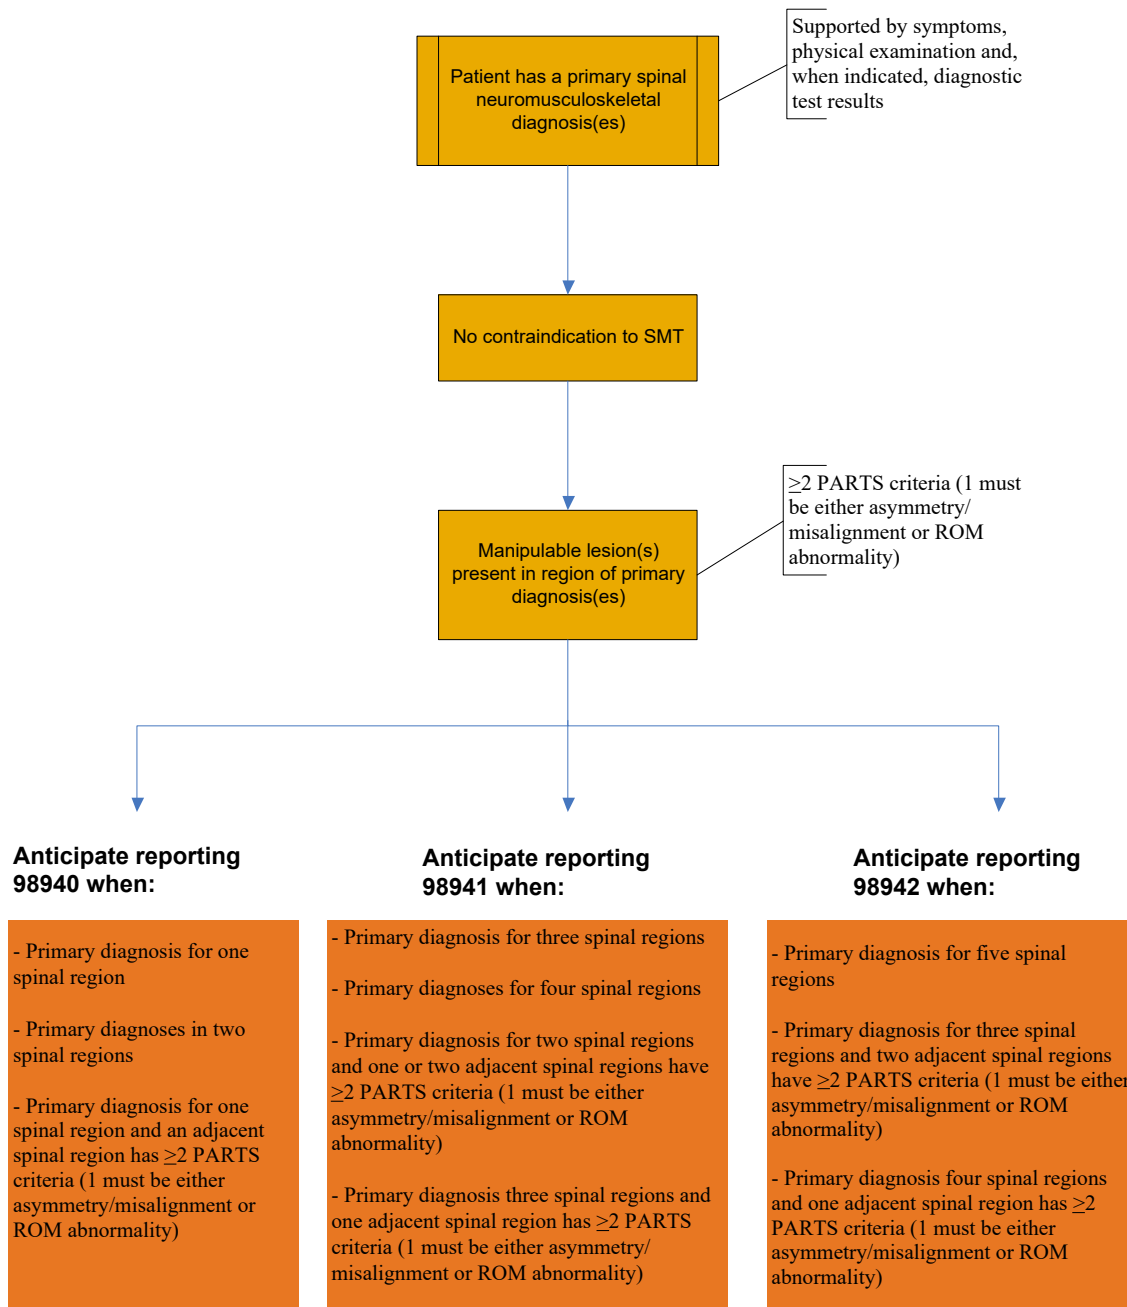 Supported by symptoms,
physical examination and,
when indicated, diagnostic
test results
Patient has a primary spinal
neuromusculoskeletal
diagnosis(es)
No contraindication to SMT
≥2 PARTS criteria (1 must
be either asymmetry/
misalignment or ROM
abnormality)
Manipulable lesion(s)
present in region of primary
diagnosis(es)
Anticipate reporting
98940 when:
- Primary diagnosis for one
spinal region
- Primary diagnoses in two
spinal regions
- Primary diagnosis for one
spinal region and an adjacent
spinal region has ≥2 PARTS
criteria (1 must be either
asymmetry/misalignment or
ROM abnormality)
Anticipate reporting
98941 when:
- Primary diagnosis for three spinal regions
- Primary diagnoses for four spinal regions
- Primary diagnosis for two spinal regions
and one or two adjacent spinal regions have
≥2 PARTS criteria (1 must be either
asymmetry/misalignment or ROM
abnormality)
- Primary diagnosis three spinal regions and
one adjacent spinal region has ≥2 PARTS
criteria (1 must be either asymmetry/
misalignment or ROM abnormality)
Anticipate reporting
98942 when:
- Primary diagnosis for five spinal
regions
- Primary diagnosis for three spinal
regions and two adjacent spinal regions
have ≥2 PARTS criteria (1 must be either
asymmetry/misalignment or ROM
abnormality)
- Primary diagnosis four spinal regions
and one adjacent spinal region has ≥2
PARTS criteria (1 must be either
asymmetry/misalignment or ROM
abnormality)